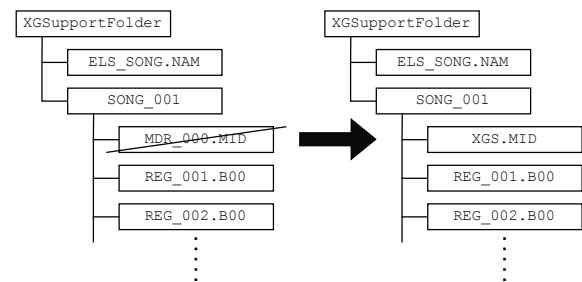 XGSupportFolder
ELS_SONG.NAM
SONG_001
MDR_000.MID
REG_001.B00
REG_002.B00
XGSupportFolder
ELS_SONG.NAM
SONG_001
XGS.MID
REG_001.B00
REG_002.B00